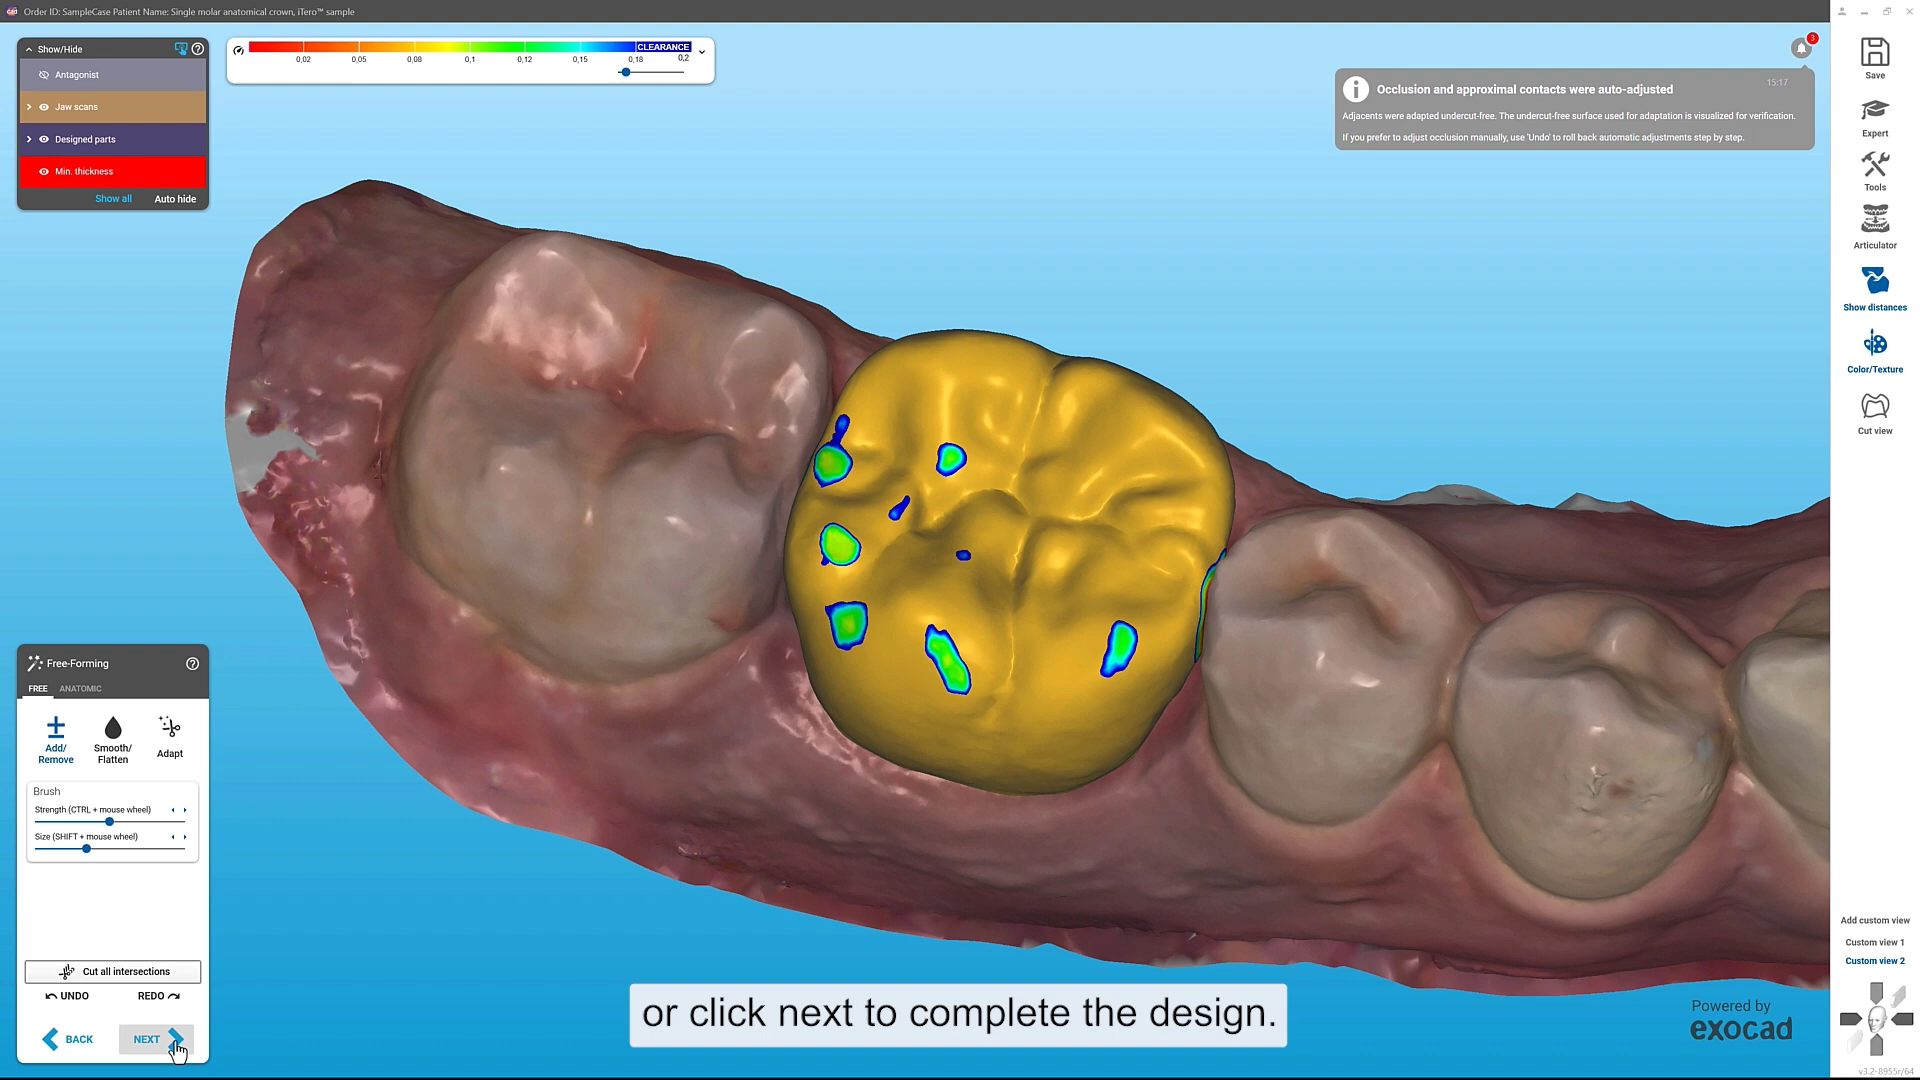 Order ID: SampleCase Patient Name: Single molar anatomical crown, iTero™ sample
Show/Hide
Antagonist
Jaw scans
Designed parts
Min. thickness
Show all Auto hide
CLEARANCE
0,02 0,05 0,08 0,1 0,12 0,15 0,18 0,2
3
Occlusion and approximal contacts were auto-adjusted 15:17
Adjacents were adapted undercut-free. The undercut-free surface used for adaptation is visualized for verification.
If you prefer to adjust occlusion manually, use 'Undo' to roll back automatic adjustments step by step.
Save
Expert
Tools
Articulator
Show distances
Color/Texture
Cut view
Free-Forming
FREE ANATOMIC
Add/
Remove
Smooth/
Flatten
Adapt
Brush
Strength (CTRL + mouse wheel)
Size (SHIFT + mouse wheel)
Cut all intersections
UNDO REDO
BACK NEXT
or click next to complete the design.
Powered by
exocad
Add custom view
Custom view 1
Custom view 2
v3.2-8955r/64